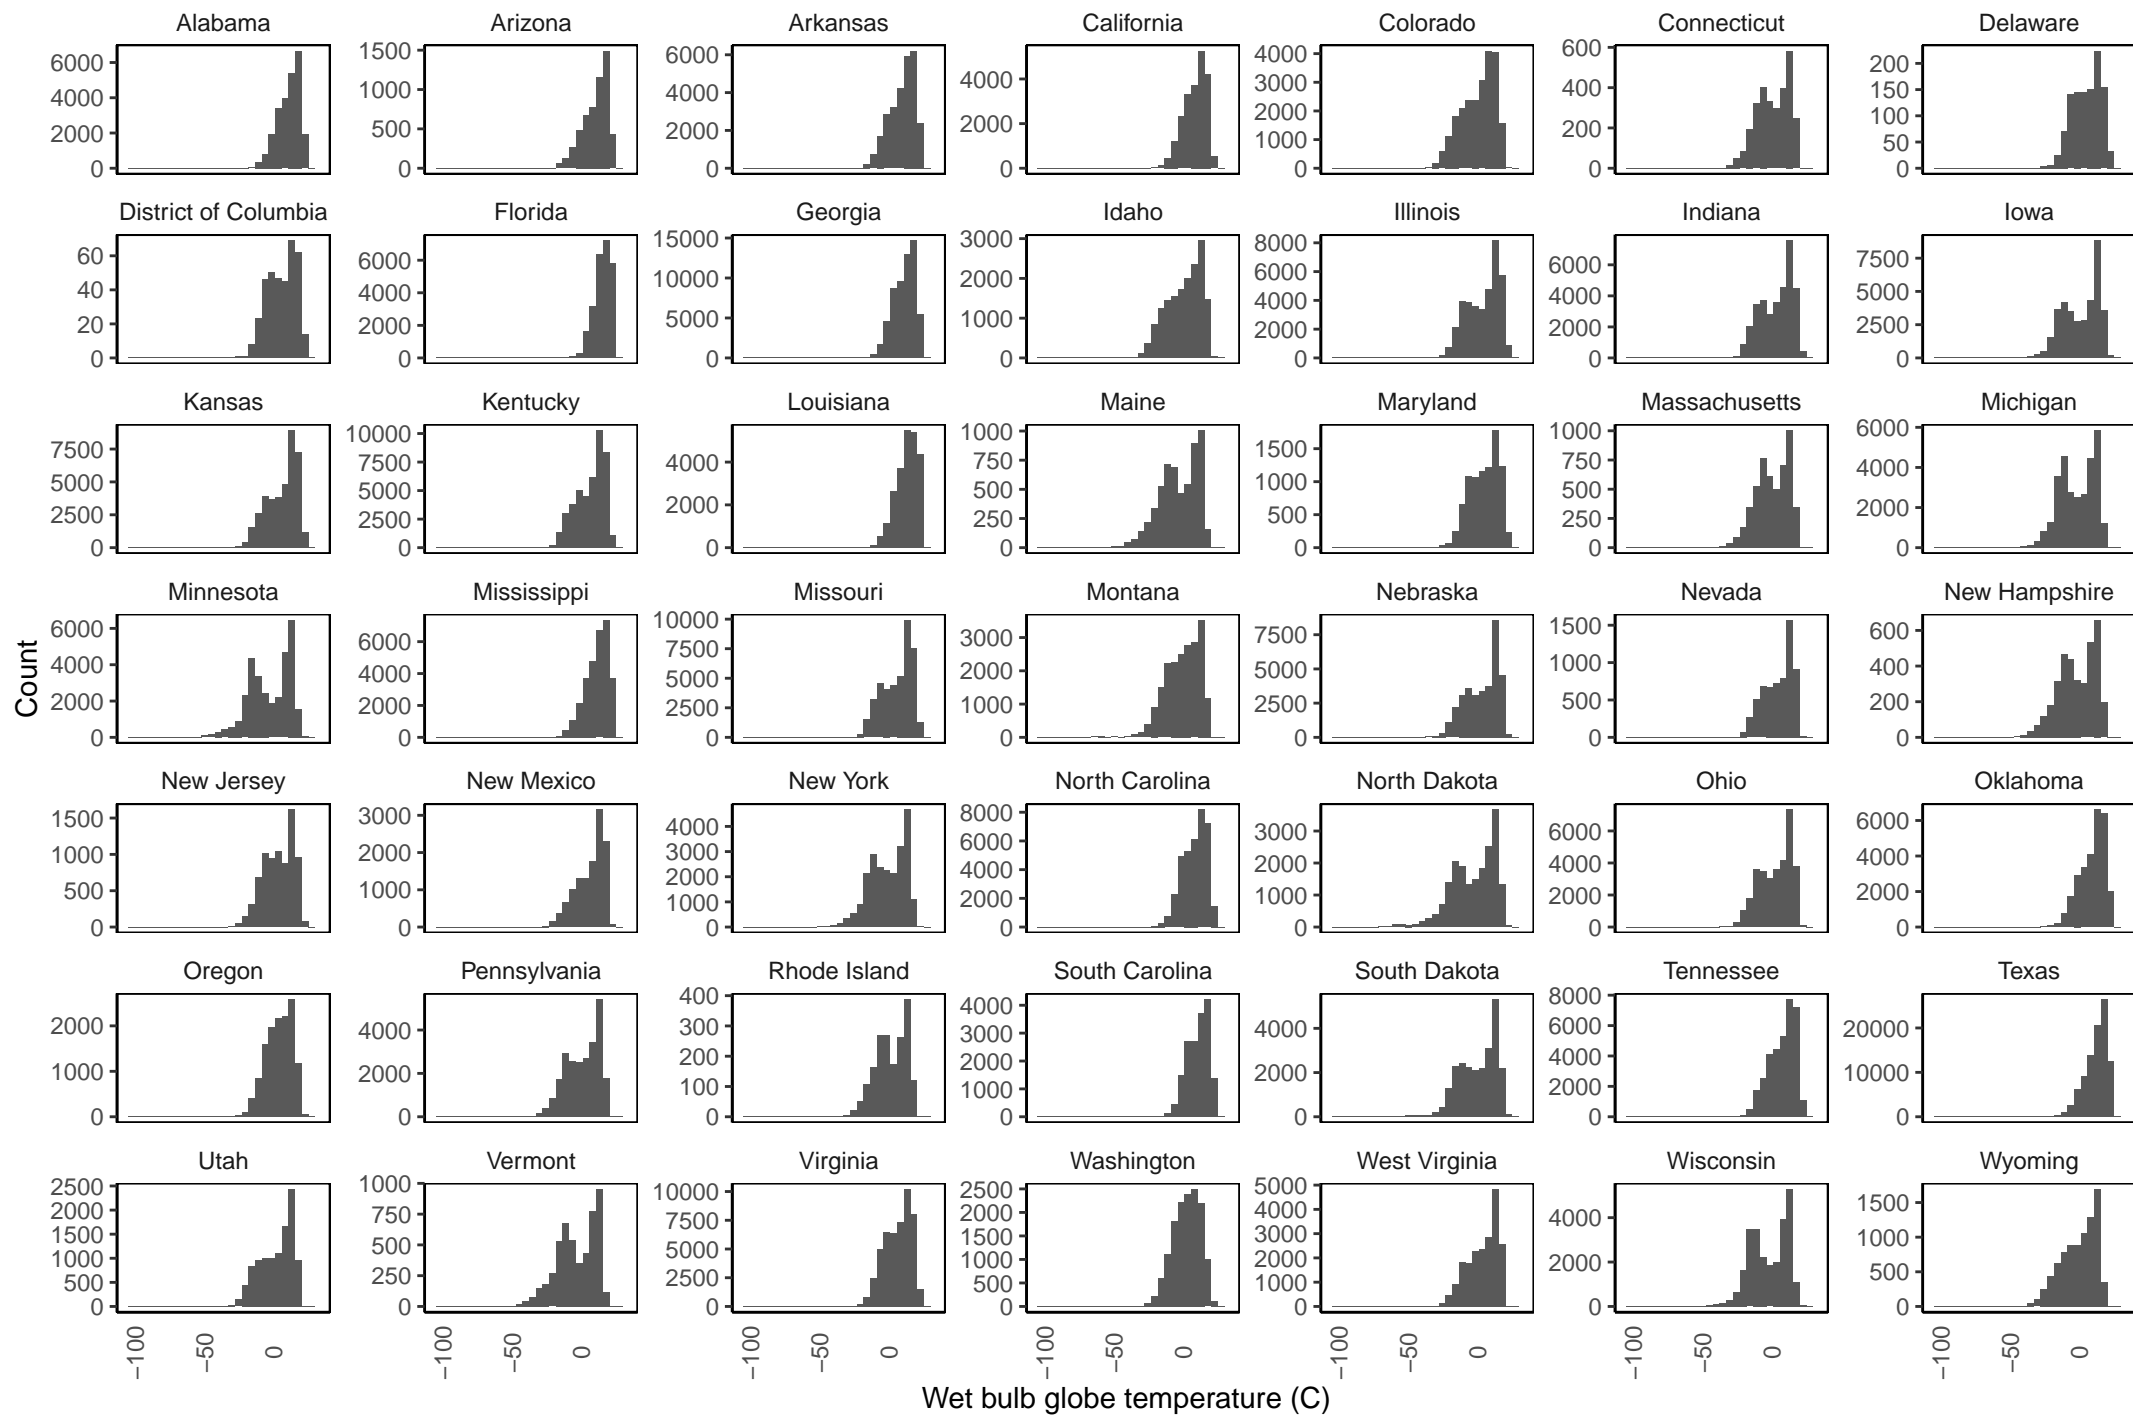 Alabama Arizona Arkansas California Colorado Connecticut Delaware
6000 4000 2000 0
1500 1000 500 0
6000 4000 2000 0
4000 2000 0
4000 3000 2000 1000 0
600 400 200 0
200 150 100 50 0
District of Columbia Florida Georgia Idaho Illinois Indiana Iowa
60 40 20 0
6000 4000 2000 0
15000 10000 5000 0
3000 2000 1000 0
8000 6000 4000 2000 0
6000 4000 2000 0
7500 5000 2500 0
Kansas Kentucky Louisiana Maine Maryland Massachusetts Michigan
7500 5000 2500 0
10000 7500 5000 2500 0
4000 2000 0
1000 750 500 250 0
1500 1000 500 0
1000 750 500 250 0
6000 4000 2000 0
Minnesota Mississippi Missouri Montana Nebraska Nevada New Hampshire
6000 4000 2000 0
6000 4000 2000 0
10000 7500 5000 2500 0
3000 2000 1000 0
7500 5000 2500 0
1500 1000 500 0
600 400 200 0
Count
New Jersey New Mexico New York North Carolina North Dakota Ohio Oklahoma
1500 1000 500 0
3000 2000 1000 0
4000 3000 2000 1000 0
8000 6000 4000 2000 0
3000 2000 1000 0
6000 4000 2000 0
6000 4000 2000 0
Oregon Pennsylvania Rhode Island South Carolina South Dakota Tennessee Texas
2000 1000 0
4000 2000 0
400 300 200 100 0
4000 3000 2000 1000 0
4000 2000 0
8000 6000 4000 2000 0
20000 10000 0
Utah Vermont Virginia Washington West Virginia Wisconsin Wyoming
2500 2000 1500 1000 500 0
1000 750 500 250 0
10000 7500 5000 2500 0
2500 2000 1500 1000 500 0
5000 4000 3000 2000 1000 0
4000 2000 0
1500 1000 500 0
−100 −50 0
−100 −50 0
−100 −50 0
−100 −50 0
−100 −50 0
−100 −50 0
−100 −50 0
Wet bulb globe temperature (C)